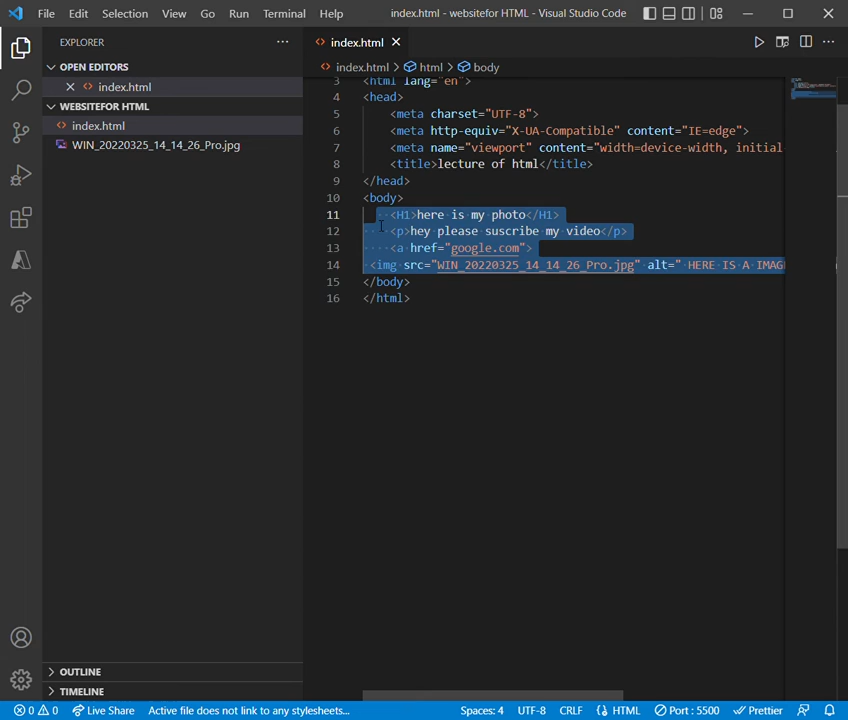 File Edit Selection View Go Run Terminal Help index.html - websitefor HTML - Visual Studio Code
EXPLORER
index.html
OPEN EDITORS
index.html > html > body
index.html
WEBSITEFOR HTML
index.html
WIN_20220325_14_14_26_Pro.jpg
3 <html lang="en">
4 <head>
5 <meta charset="UTF-8">
6 <meta http-equiv="X-UA-Compatible" content="IE=edge">
7 <meta name="viewport" content="width=device-width, initial-
8 <title>lecture of html</title>
9 </head>
10 <body>
11 <H1>here is my photo</H1>
12 <p>hey please suscribe my video</p>
13 <a href="google.com">
14 <img src="WIN_20220325_14_14_26_Pro.jpg" alt=" HERE IS A IMAG
15 </body>
16 </html>
OUTLINE
TIMELINE
0 0 Live Share Active file does not link to any stylesheets... Spaces: 4 UTF-8 CRLF HTML Port : 5500 Prettier